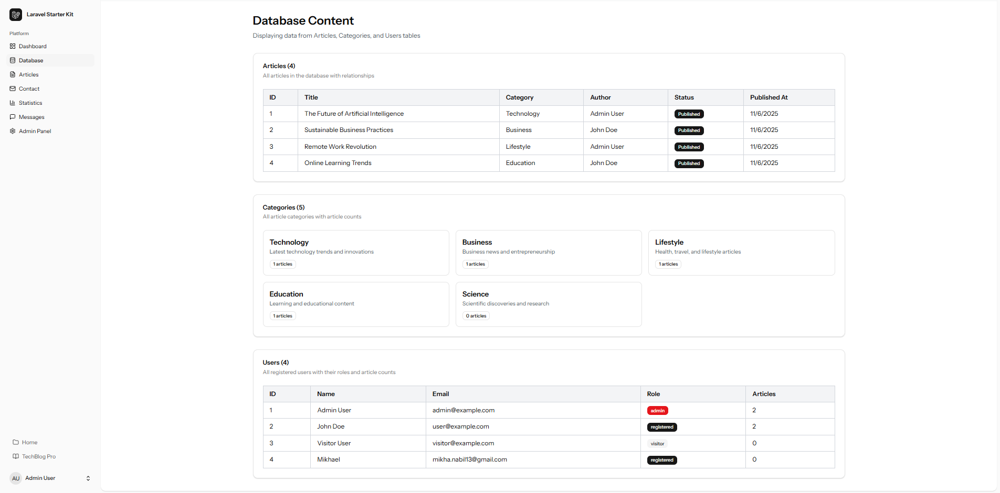 Laravel Starter Kit
Platform
Dashboard
Database
Articles
Contact
Statistics
Messages
Admin Panel
Home
TechBlog Pro
AU Admin User
Database Content
Displaying data from Articles, Categories, and Users tables
Articles (4)
All articles in the database with relationships
ID Title Category Author Status Published At
1 The Future of Artificial Intelligence Technology Admin User Published 11/6/2025
2 Sustainable Business Practices Business John Doe Published 11/6/2025
3 Remote Work Revolution Lifestyle Admin User Published 11/6/2025
4 Online Learning Trends Education John Doe Published 11/6/2025
Categories (5)
All article categories with article counts
Technology
Latest technology trends and innovations
1 articles
Business
Business news and entrepreneurship
1 articles
Lifestyle
Health, travel, and lifestyle articles
1 articles
Education
Learning and educational content
1 articles
Science
Scientific discoveries and research
0 articles
Users (4)
All registered users with their roles and article counts
ID Name Email Role Articles
1 Admin User admin@example.com admin 2
2 John Doe user@example.com registered 2
3 Visitor User visitor@example.com visitor 0
4 Mikhael mikha.nabil13@gmail.com registered 0